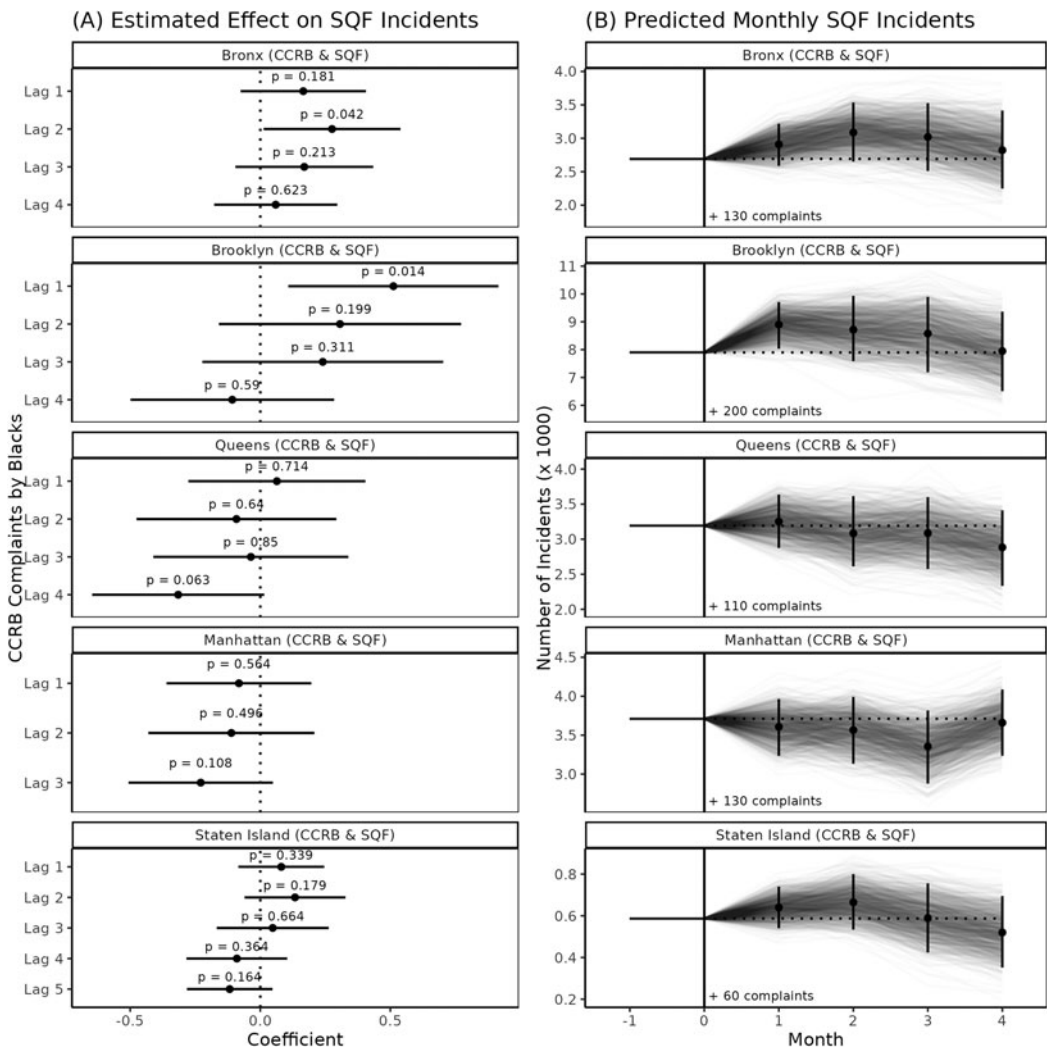 (A) Estimated Effect on SQF Incidents
Bronx (CCRB & SQF)
Lag 1
p = 0.181
Lag 2
p = 0.042
Lag 3
p = 0.213
Lag 4
p = 0.623
Brooklyn (CCRB & SQF)
Lag 1
p = 0.014
Lag 2
p = 0.199
Lag 3
p = 0.311
Lag 4
p = 0.59
Queens (CCRB & SQF)
Lag 1
p = 0.714
Lag 2
p = 0.64
Lag 3
p = 0.85
Lag 4
p = 0.063
Manhattan (CCRB & SQF)
Lag 1
p = 0.564
Lag 2
p = 0.496
Lag 3
p = 0.108
Staten Island (CCRB & SQF)
Lag 1
p = 0.339
Lag 2
p = 0.179
Lag 3
p = 0.664
Lag 4
p = 0.364
Lag 5
p = 0.164
-0.5 0.0 0.5
Coefficient
CCRB Complaints by Blacks
(B) Predicted Monthly SQF Incidents
Bronx (CCRB & SQF)
4.0
3.5
3.0
2.5
2.0
+ 130 complaints
Brooklyn (CCRB & SQF)
11
10
9
8
7
6
+ 200 complaints
Queens (CCRB & SQF)
4.0
3.5
3.0
2.5
2.0
+ 110 complaints
Manhattan (CCRB & SQF)
4.5
4.0
3.5
3.0
+ 130 complaints
Staten Island (CCRB & SQF)
0.8
0.6
0.4
0.2
+ 60 complaints
-1 0 1 2 3 4
Month
Number of Incidents (x 1000)